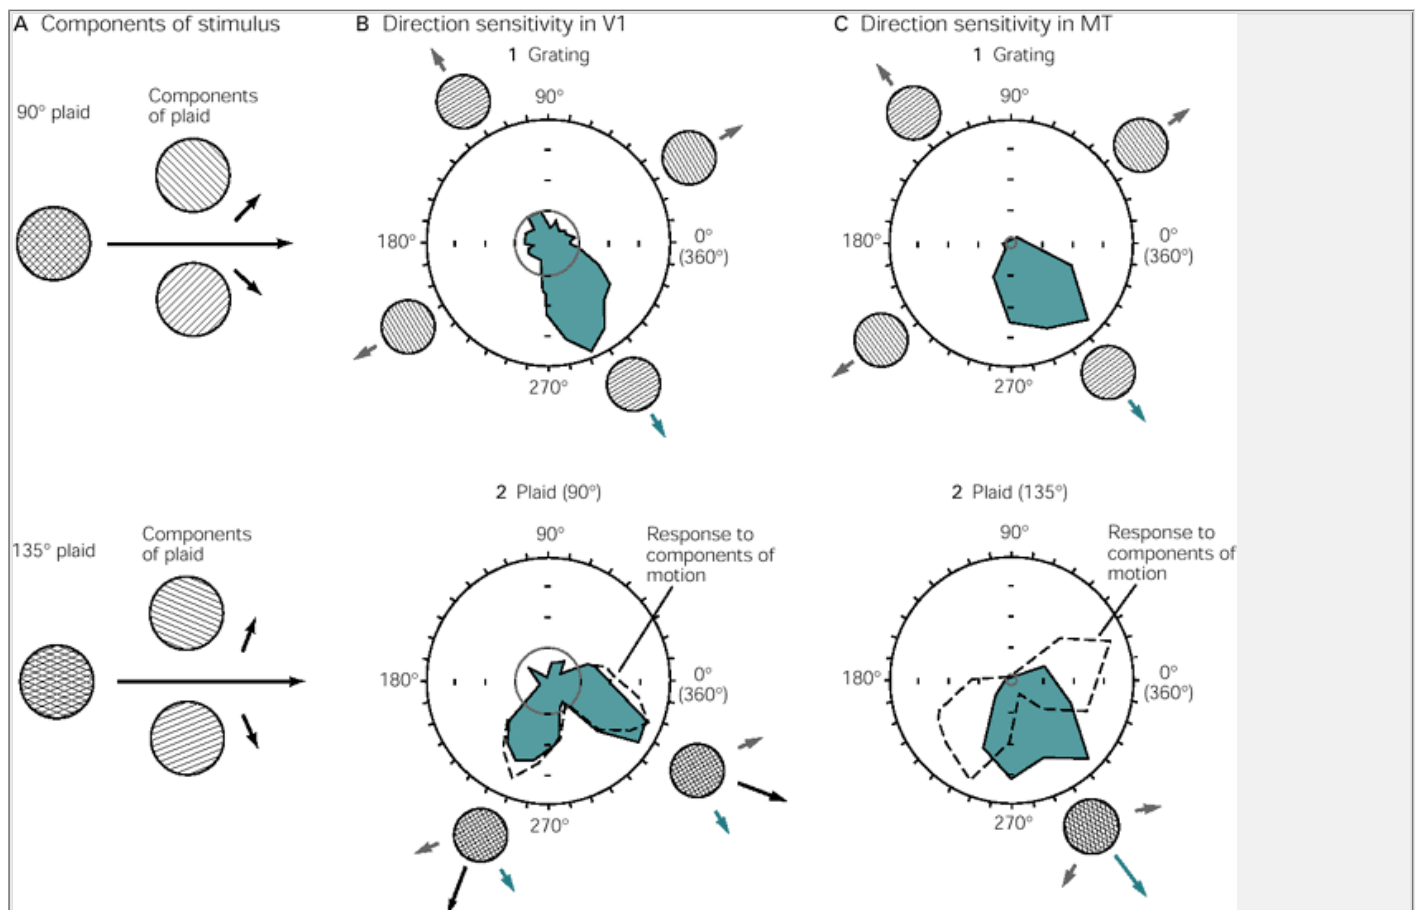 A Components of stimulus
90° plaid
Components
of plaid
135° plaid
Components
of plaid
B Direction sensitivity in V1
1 Grating
90°
180°
0°
(360°)
270°
2 Plaid (90°)
90°
Response to
components of
motion
180°
0°
(360°)
270°
C Direction sensitivity in MT
1 Grating
90°
180°
0°
(360°)
270°
2 Plaid (135°)
90°
Response to
components of
motion
180°
0°
(360°)
270°